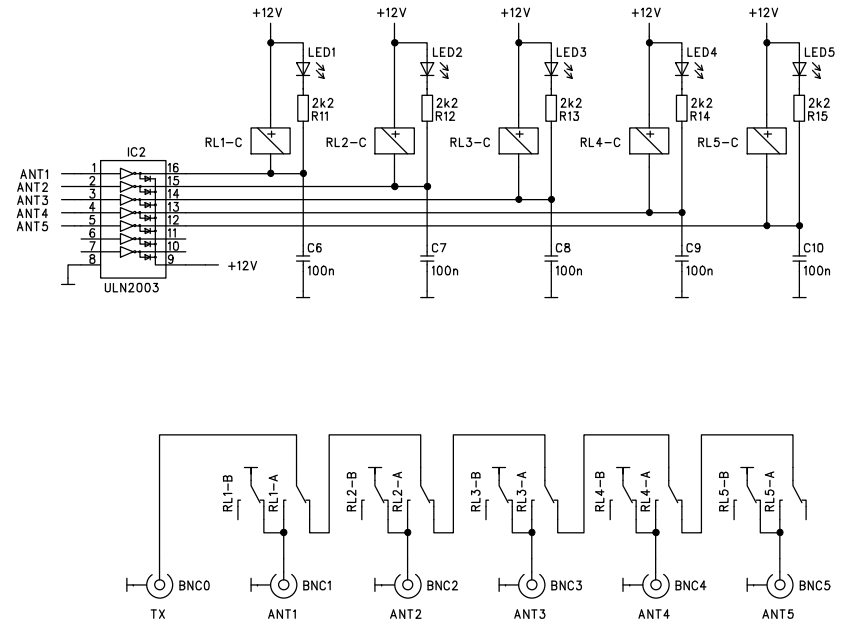 +12V +12V +12V +12V +12V
LED1 LED2 LED3 LED4 LED5
2k2 2k2 2k2 2k2 2k2
R11 R12 R13 R14 R15
RL1-C RL2-C RL3-C RL4-C RL5-C
IC2
ANT1 1 16
ANT2 2 15
ANT3 3 14
ANT4 4 13
ANT5 5 12
6 11
7 10
8 9 +12V
ULN2003
C6 C7 C8 C9 C10
100n 100n 100n 100n 100n
RL1-B RL1-A RL2-B RL2-A RL3-B RL3-A RL4-B RL4-A RL5-B RL5-A
BNC0 BNC1 BNC2 BNC3 BNC4 BNC5
TX ANT1 ANT2 ANT3 ANT4 ANT5